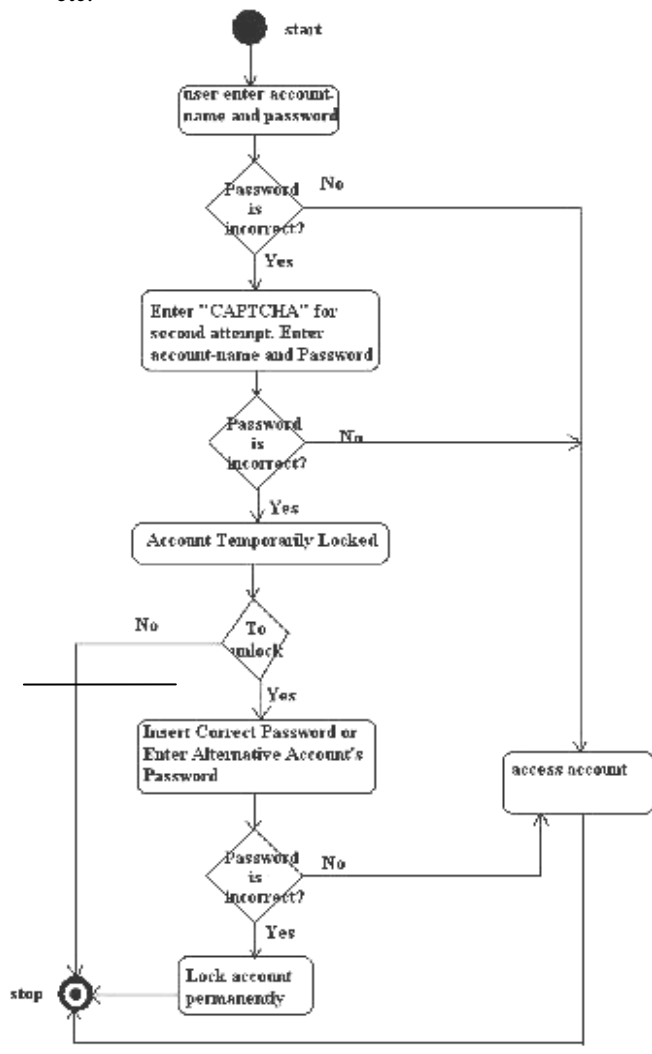 start
user enter account-
name and password
Password
is
incorrect?
No
Yes
Enter "CAPTCHA" for
second attempt. Enter
account-name and Password
Password
is
incorrect?
No
Yes
Account Temporarily Locked
No
To
unlock
Yes
Insert Correct Password or
Enter Alternative Account's
Password
access account
Password
is
incorrect?
No
Yes
Lock account
permanently
stop